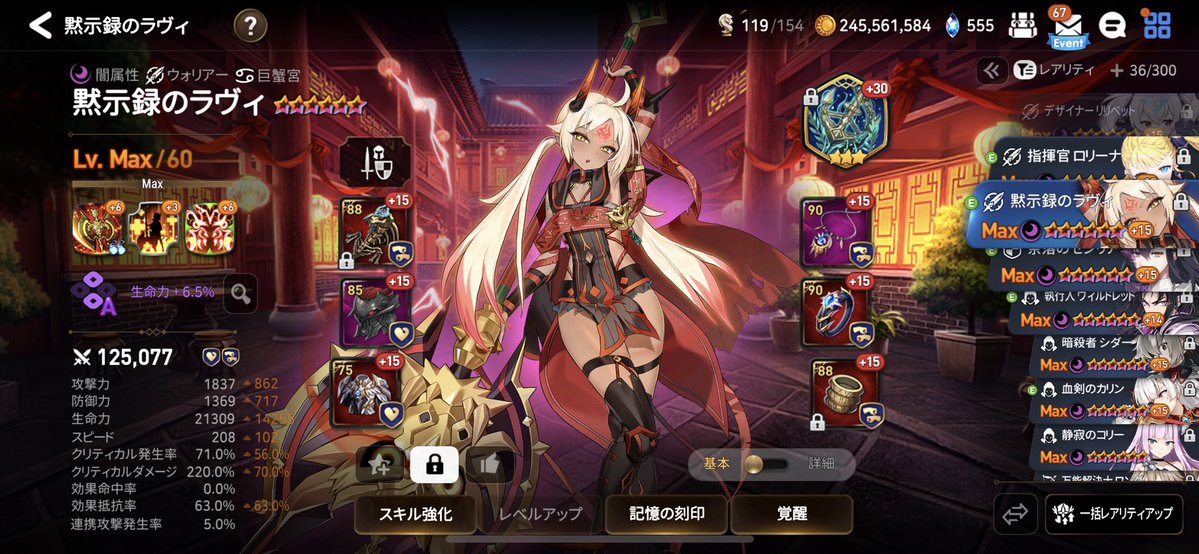 黙示録のラヴィ
?
119/154
245,561,584
555
67
Event
闇属性 ウォリアー 巨蟹宮
黙示録のラヴィ
Lv. Max/60
Max
+6
+3
+6
A
生命力+6.5%
125,077
攻撃力 1837 862
防御力 1369 717
生命力 21309
スピード 208 102
クリティカル発生率 71.0% 56.0%
クリティカルダメージ 220.0% 70.0%
効果命中率 0.0%
効果抵抗率 63.0% 63.0%
連携攻撃発生率 5.0%
88 +15
85 +15
75 +15
+30
90 +15
90 +15
88 +15
基本
詳細
スキル強化
レベルアップ
記憶の刻印
覚醒
レアリティ
36/300
デザイナーリリベット
E 指揮官 ロリーナ
E 黙示録のラヴィ
Max +15
E
Max +15
E 執行人 ワイルトレット
Max +14
暗殺者 シダー
Max +15
E 血剣のカリン
Max +15
静寂のコリー
Max
一括レアリティアップ